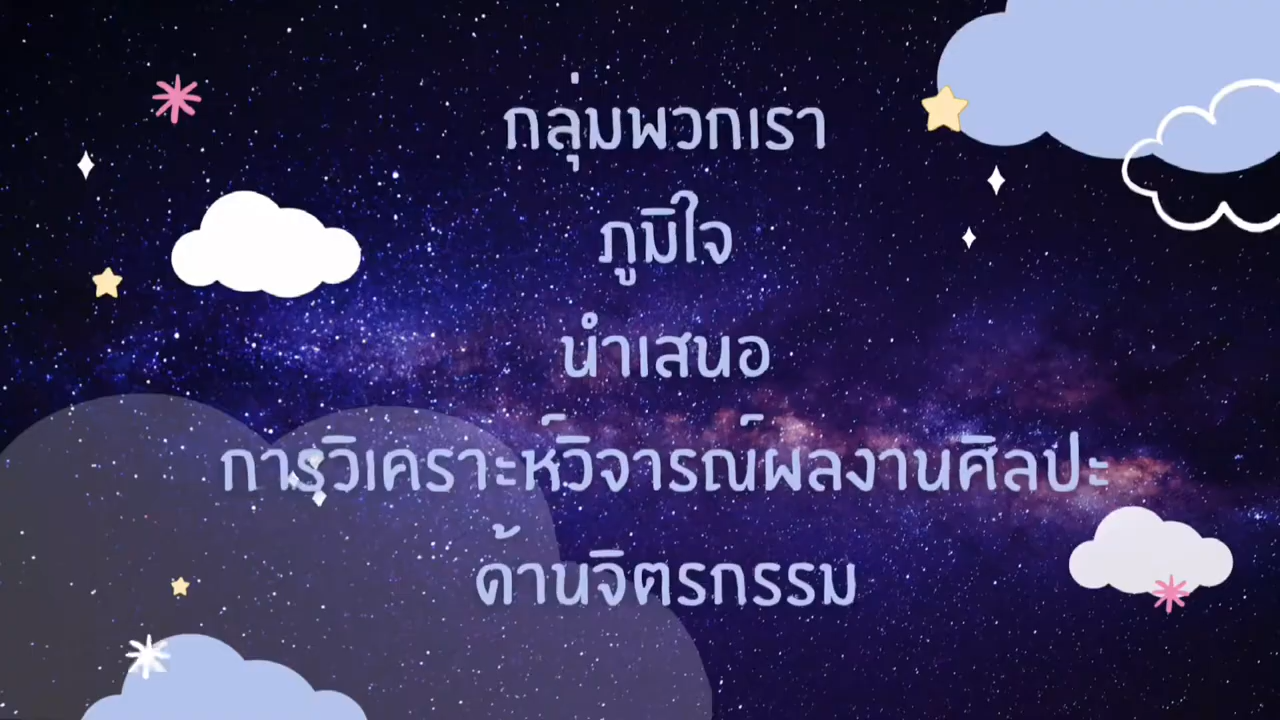 กลุ่มพวกเรา
ภูมิใจ
นำเสนอ
การวิเคราะห์วิจารณ์ผลงานศิลปะ
ด้านจิตรกรรม